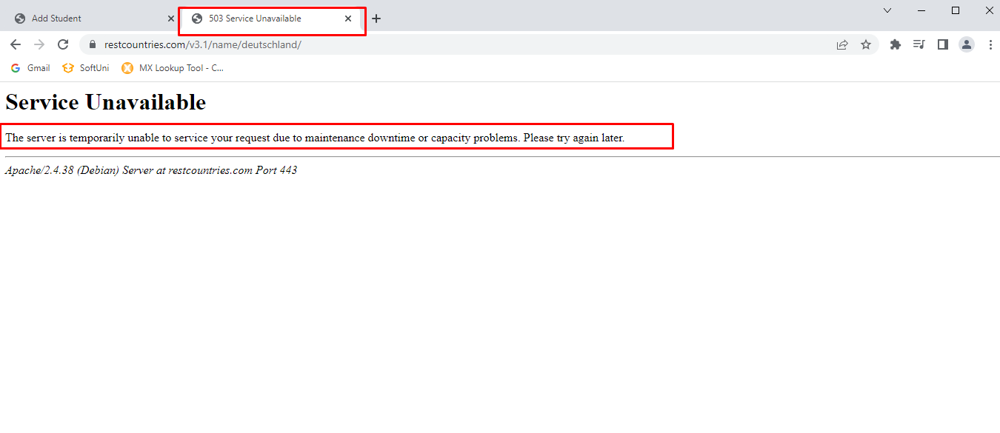 Add Student
503 Service Unavailable
restcountries.com/v3.1/name/deutschland/
Gmail
SoftUni
MX Lookup Tool - C...
Service Unavailable
The server is temporarily unable to service your request due to maintenance downtime or capacity problems. Please try again later.
Apache/2.4.38 (Debian) Server at restcountries.com Port 443